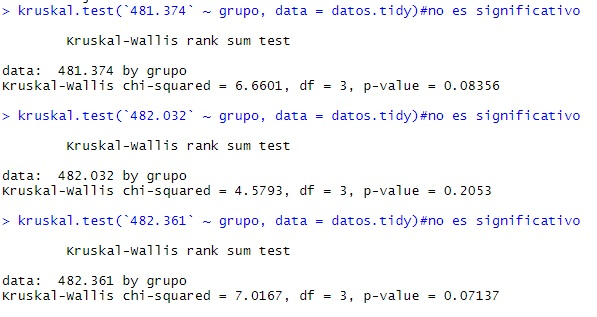 > kruskal.test(`481.374` ~ grupo, data = datos.tidy)#no es significativo
Kruskal-Wallis rank sum test
data:  481.374 by grupo
Kruskal-Wallis chi-squared = 6.6601, df = 3, p-value = 0.08356
> kruskal.test(`482.032` ~ grupo, data = datos.tidy)#no es significativo
Kruskal-Wallis rank sum test
data:  482.032 by grupo
Kruskal-Wallis chi-squared = 4.5793, df = 3, p-value = 0.2053
> kruskal.test(`482.361` ~ grupo, data = datos.tidy)#no es significativo
Kruskal-Wallis rank sum test
data:  482.361 by grupo
Kruskal-Wallis chi-squared = 7.0167, df = 3, p-value = 0.07137